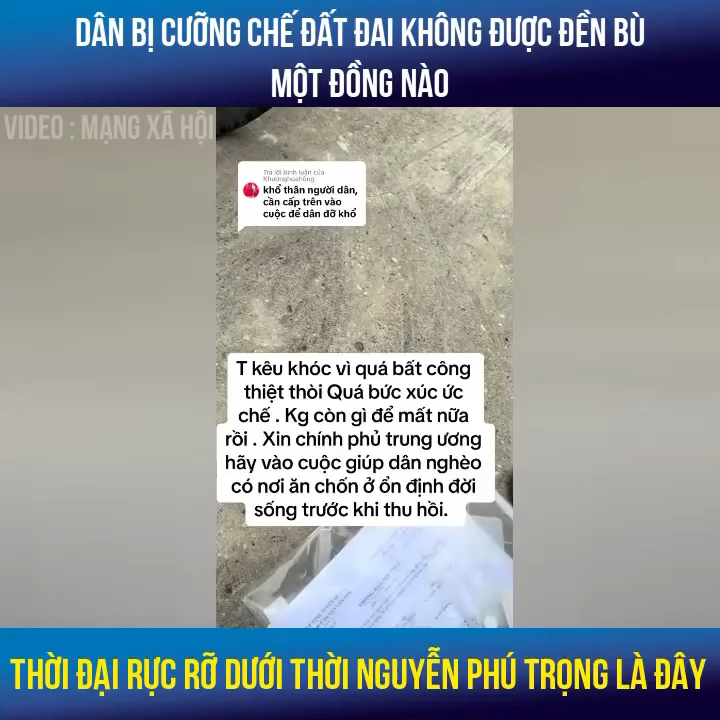 DÂN BỊ CƯỠNG CHẾ ĐẤT ĐAI KHÔNG ĐƯỢC ĐỀN BÙ
MỘT ĐỒNG NÀO
VIDEO : MẠNG XÃ HỘI
Trả lời bình luận của
Khuonghoahông
khổ thân người dân,
cần cấp trên vào
cuộc để dân đỡ khổ
T kêu khóc vì quá bất công
thiệt thòi Quá bức xúc ức
chế . Kg còn gì để mất nữa
rồi . Xin chính phủ trung ương
hãy vào cuộc giúp dân nghèo
có nơi ăn chốn ở ổn định đời
sống trước khi thu hồi.
THỜI ĐẠI RỰC RỠ DƯỚI THỜI NGUYỄN PHÚ TRỌNG LÀ ĐÂY